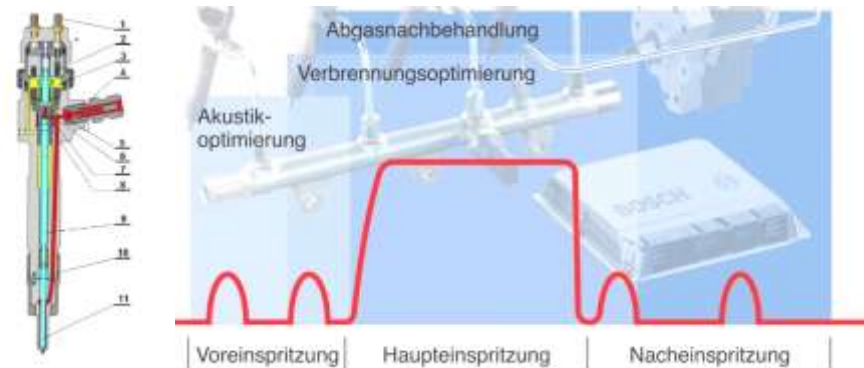 1
2
3
4
5
6
7
8
9
10
11
Abgasnachbehandlung
Verbrennungsoptimierung
Akustik-
optimierung
BOSCH
Voreinspritzung
Haupteinspritzung
Nacheinspritzung